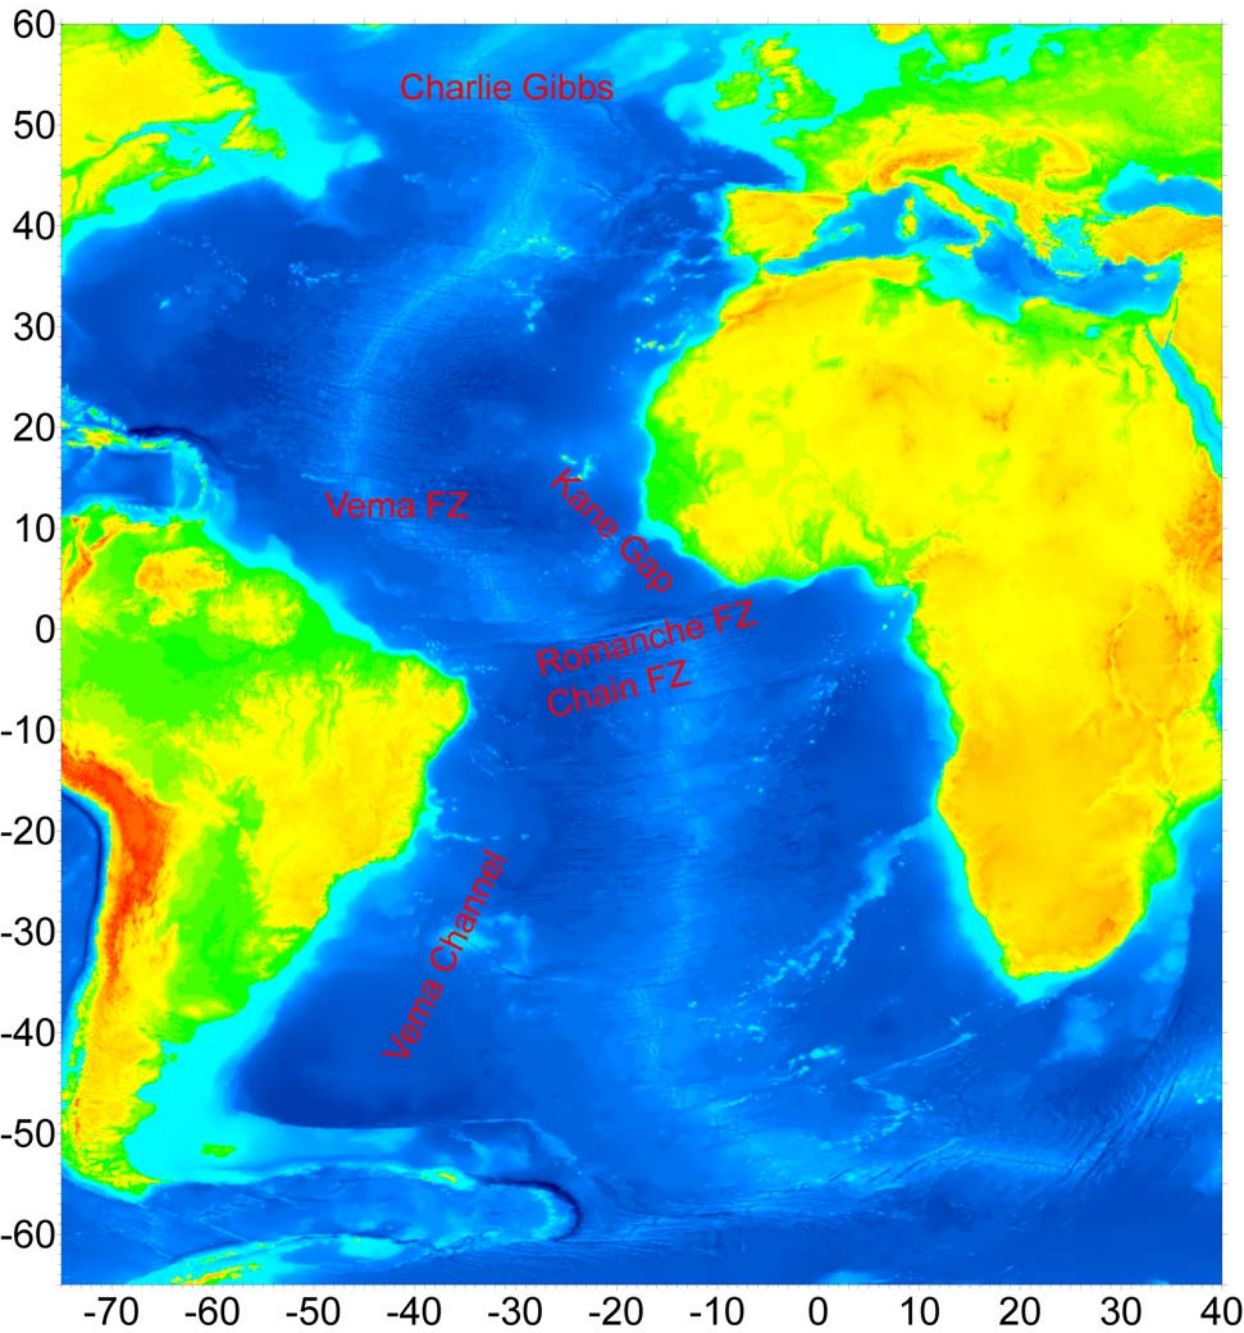 60
50
40
30
20
10
0
-10
-20
-30
-40
-50
-60
Charlie Gibbs
Vema FZ
Kane Gap
Romanche FZ
Chain FZ
Vema Channel
-70 -60 -50 -40 -30 -20 -10 0 10 20 30 40